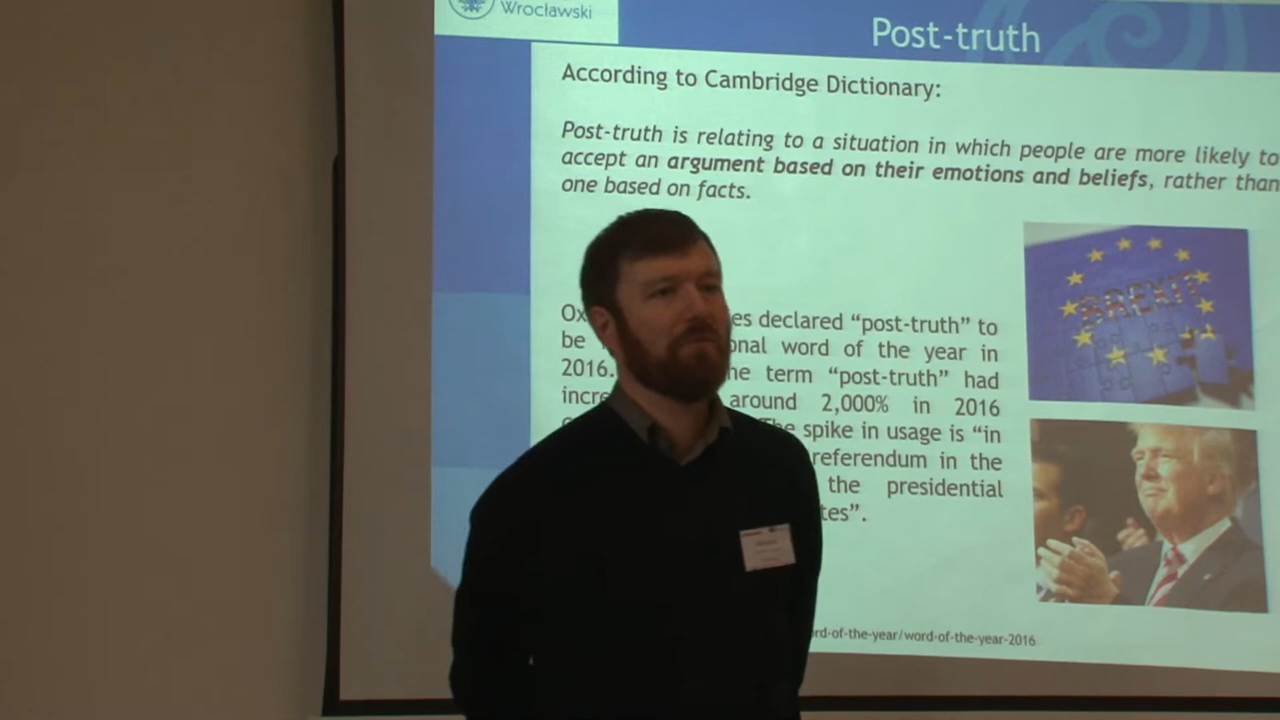 Wrocławski
Post-truth
According to Cambridge Dictionary:
Post-truth is relating to a situation in which people are more likely to
accept an argument based on their emotions and beliefs, rather than
one based on facts.
Ox es declared “post-truth” to
be onal word of the year in
2016. he term “post-truth” had
incre around 2,000% in 2016
he spike in usage is “in
referendum in the
the presidential
tes”.
rd-of-the-year/word-of-the-year-2016
BREXIT